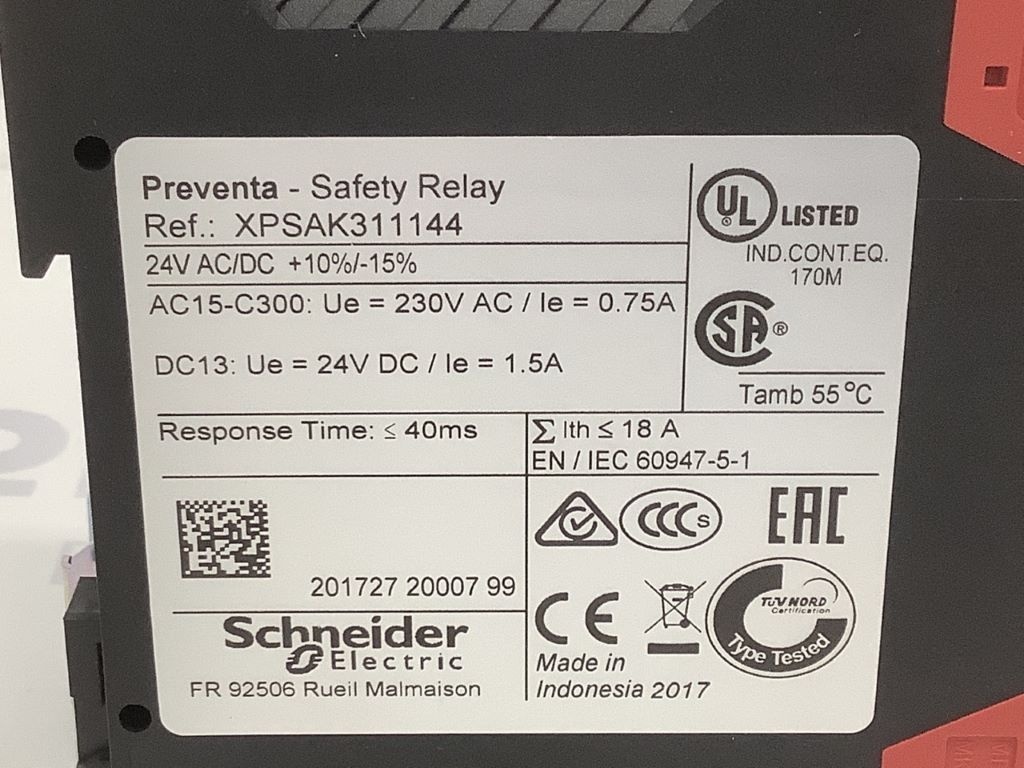 Preventa - Safety Relay
Ref.: XPSAK311144
24V AC/DC +10%/-15%
AC15-C300: Ue = 230V AC / Ie = 0.75A
DC13: Ue = 24V DC / Ie = 1.5A
UL LISTED
IND.CONT.EQ.
170M
SA®
Tamb 55°C
Response Time: ≤ 40ms
∑ Ith ≤ 18 A
EN / IEC 60947-5-1
201727 20007 99
Schneider
Electric
FR 92506 Rueil Malmaison
CCC S
EAC
CE
TÜV NORD
Certification
Type Tested
Made in
Indonesia 2017